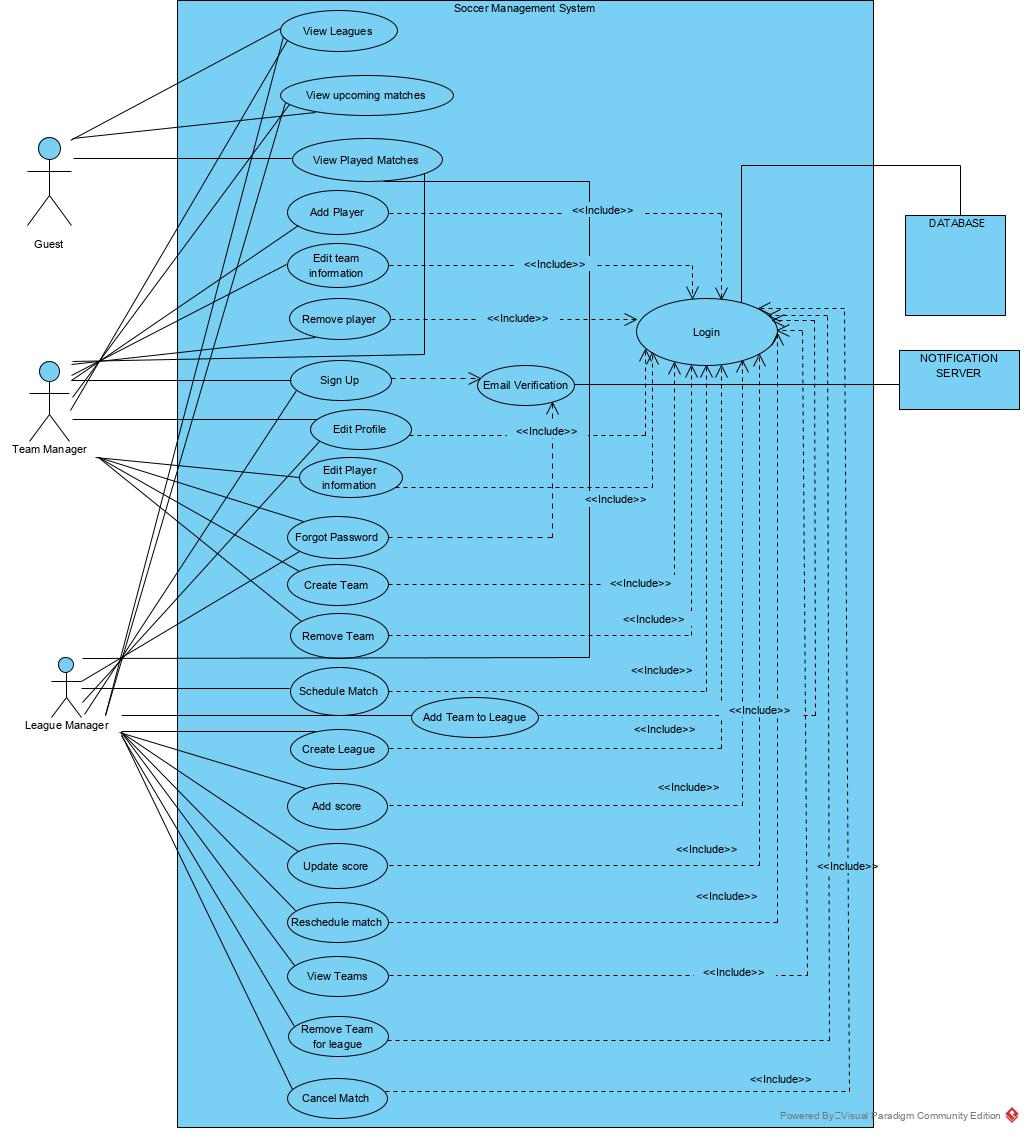 Soccer Management System
View Leagues
View upcoming matches
View Played Matches
Guest
Add Player
<<Include>>
DATABASE
Edit team
information
<<Include>>
Remove player
<<Include>>
Login
NOTIFICATION
SERVER
Sign Up
Email Verification
Team Manager
Edit Profile
<<Include>>
Edit Player
information
<<Include>>
Forgot Password
Create Team
<<Include>>
Remove Team
<<Include>>
Schedule Match
<<Include>>
League Manager
Add Team to League
<<Include>>
Create League
<<Include>>
Add score
<<Include>>
Update score
<<Include>>
<<Include>>
Reschedule match
<<Include>>
View Teams
<<Include>>
Remove Team
for league
Cancel Match
<<Include>>
Powered By Visual Paradigm Community Edition